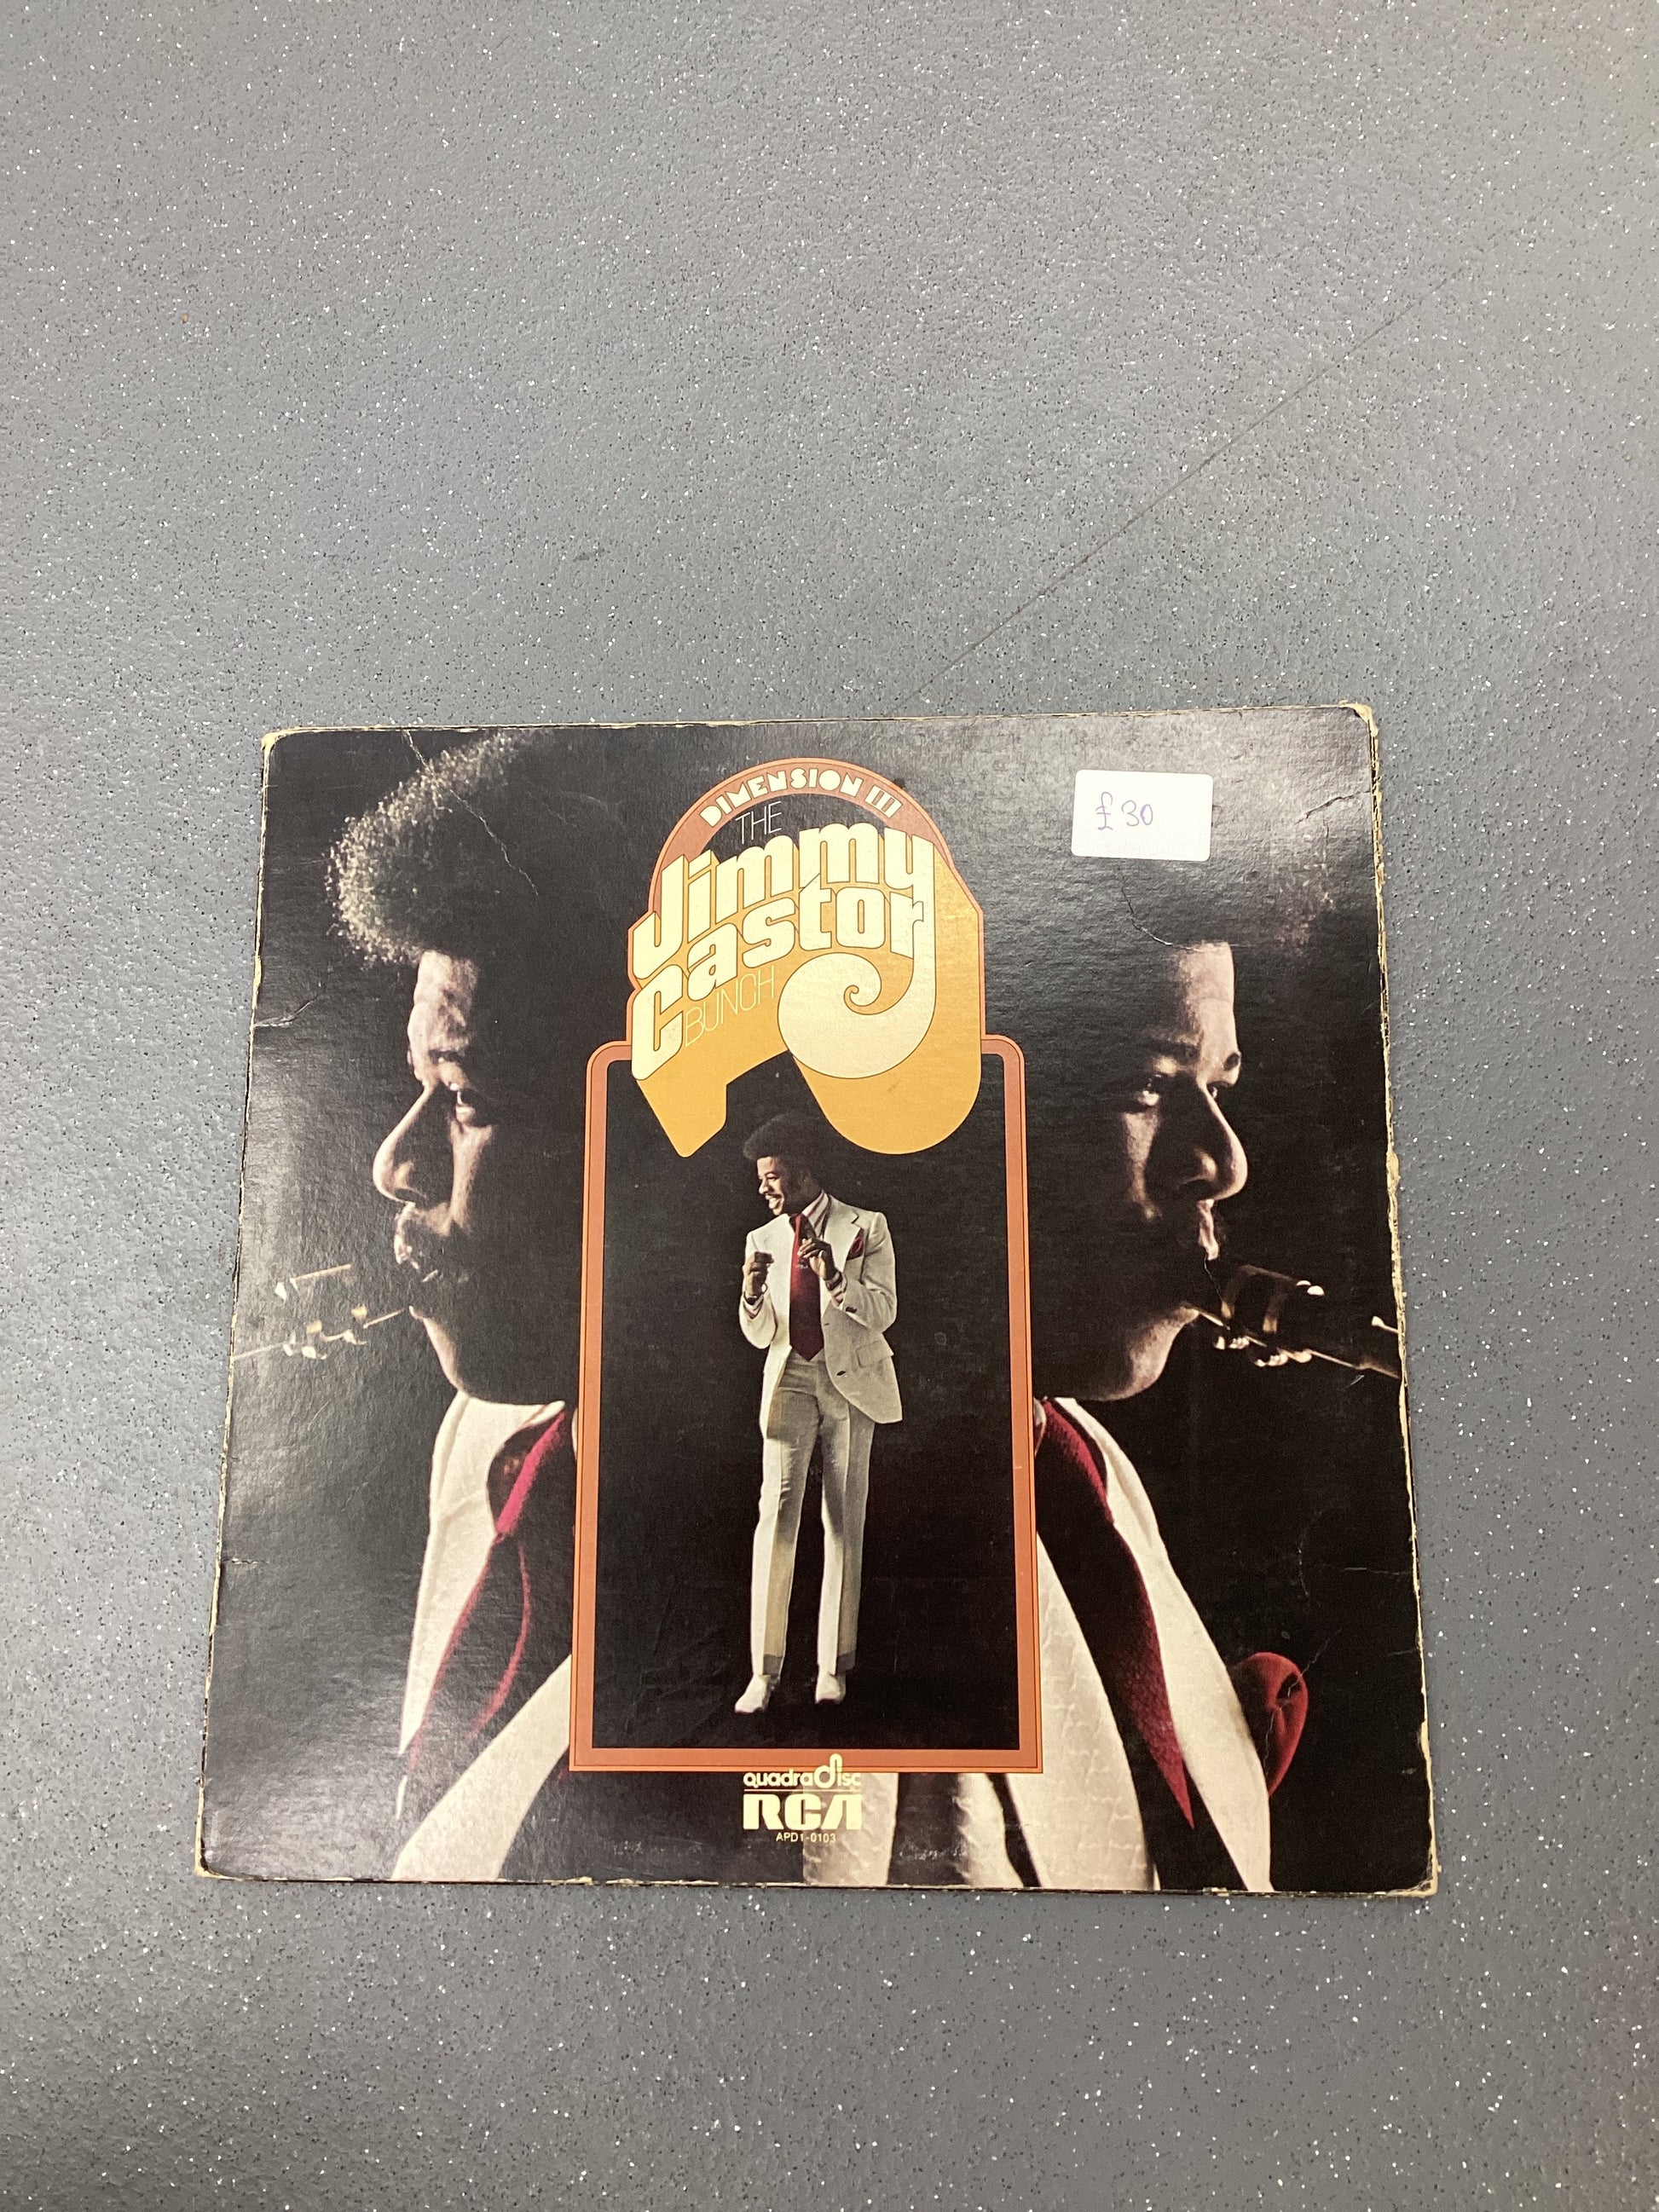 DIMENSION III
THE
Jimmy
Castor
BUNCH
£30
quadradisc
RCA
APD1-0103